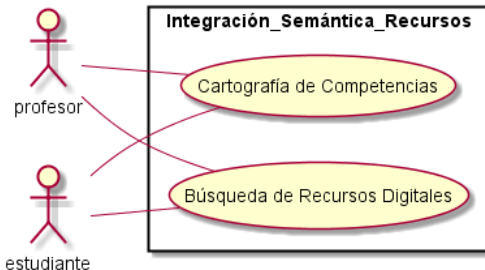 Integración_Semántica_Recursos
Cartografía de Competencias
profesor
Búsqueda de Recursos Digitales
estudiante